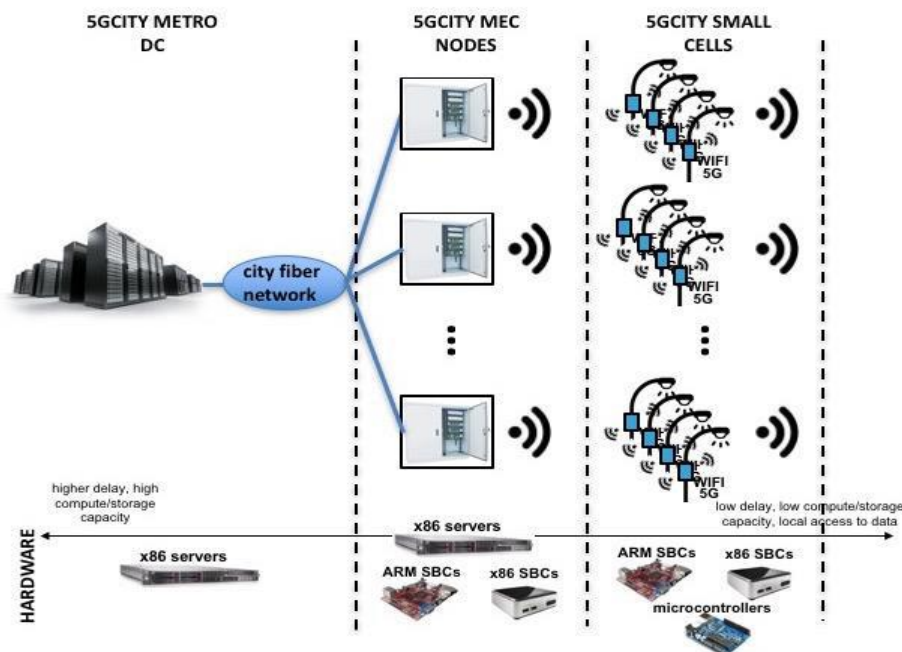 5GCITY METRO
DC
5GCITY MEC
NODES
5GCITY SMALL
CELLS
city fiber
network
WIFI
5G
WIFI
5G
WIFI
5G
higher delay, high
compute/storage
capacity
low delay, low compute/storage
capacity, local access to data
HARDWARE
x86 servers
x86 servers
ARM SBCs
x86 SBCs
ARM SBCs
x86 SBCs
microcontrollers